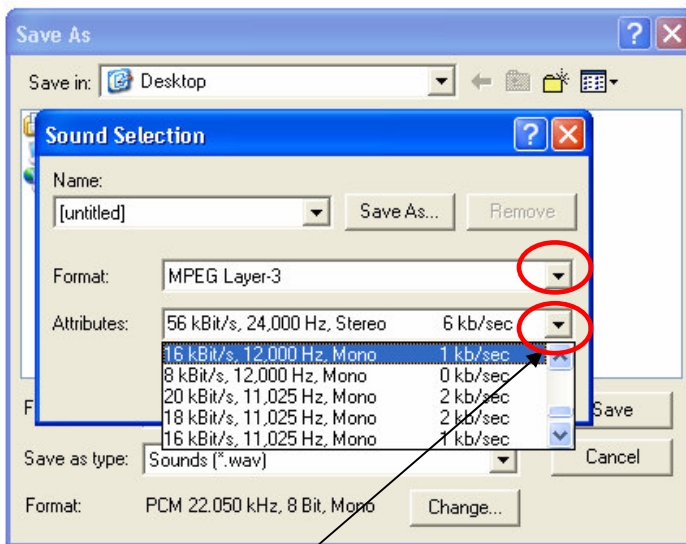 Save As
Save in: Desktop
Sound Selection
Name:
[untitled]
Save As...
Remove
Format: MPEG Layer-3
Attributes: 56 kBit/s, 24,000 Hz, Stereo 6 kb/sec
16 kBit/s, 12,000 Hz, Mono 1 kb/sec
8 kBit/s, 12,000 Hz, Mono 0 kb/sec
20 kBit/s, 11,025 Hz, Mono 2 kb/sec
18 kBit/s, 11,025 Hz, Mono 2 kb/sec
16 kBit/s, 11,025 Hz, Mono 1 kb/sec
F
Save
Save as type: Sounds (*.wav)
Cancel
Format: PCM 22.050 kHz, 8 Bit, Mono
Change...